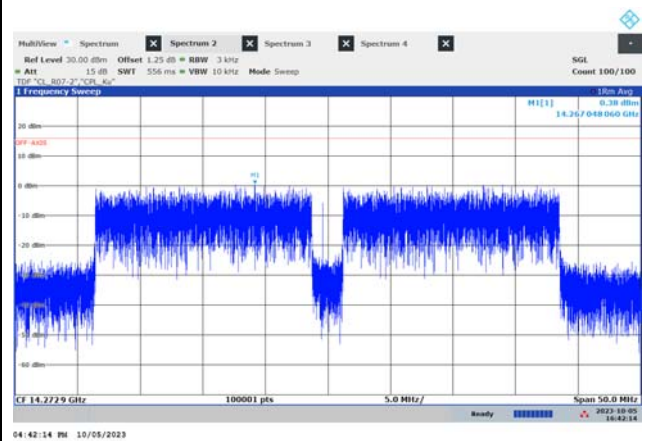 MultiView Spectrum X Spectrum 2 X Spectrum 3 X Spectrum 4 X
Ref Level 30.00 dBm Offset 1.25 dB RBW 3 kHz SGL
Att 15 dB SWT 556 ms VBW 10 kHz Mode Sweep Count 100/100
TDF "CL_R07-2","CPL_Ku"
1 Frequency Sweep 1Rm Avg
M1[1] 0.38 dBm
14.267 048 060 GHz
20 dBm
OFF-AXIS
10 dBm
M1
0 dBm
-10 dBm
-20 dBm
-60 dBm
CF 14.2729 GHz 100001 pts 5.0 MHz/ Span 50.0 MHz
Ready 2023-10-05
16:42:14
04:42:14 PM 10/05/2023